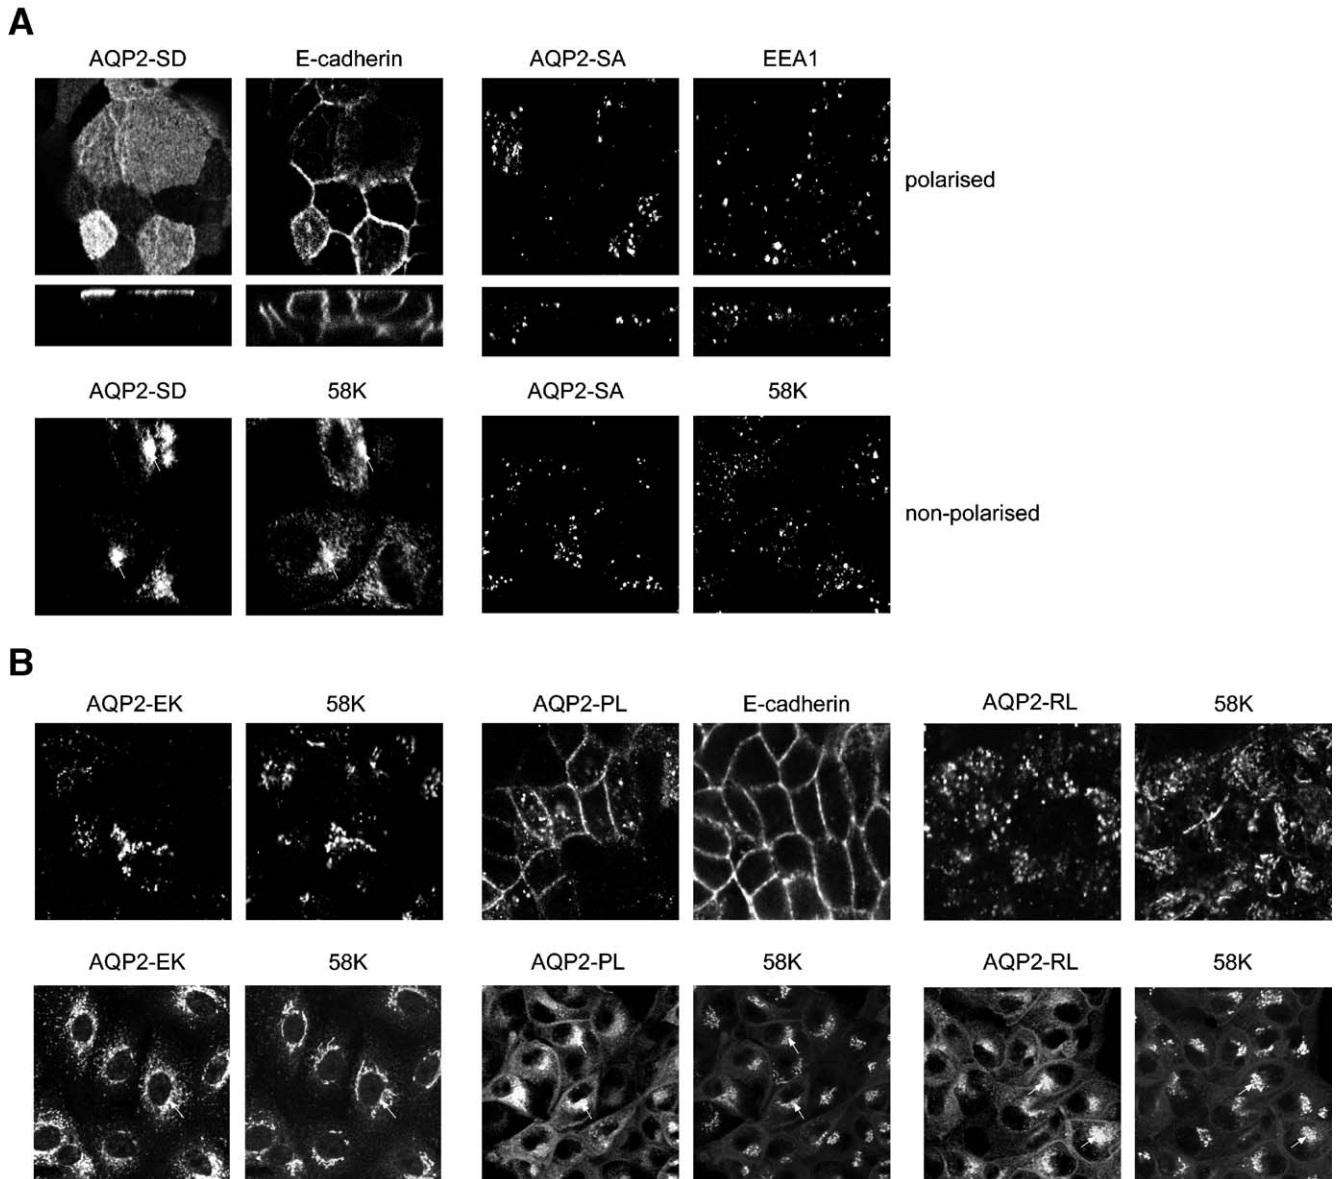 A
AQP2-SD E-cadherin AQP2-SA EEA1
polarised
AQP2-SD 58K AQP2-SA 58K
non-polarised
B
AQP2-EK 58K AQP2-PL E-cadherin AQP2-RL 58K
AQP2-EK 58K AQP2-PL 58K AQP2-RL 58K